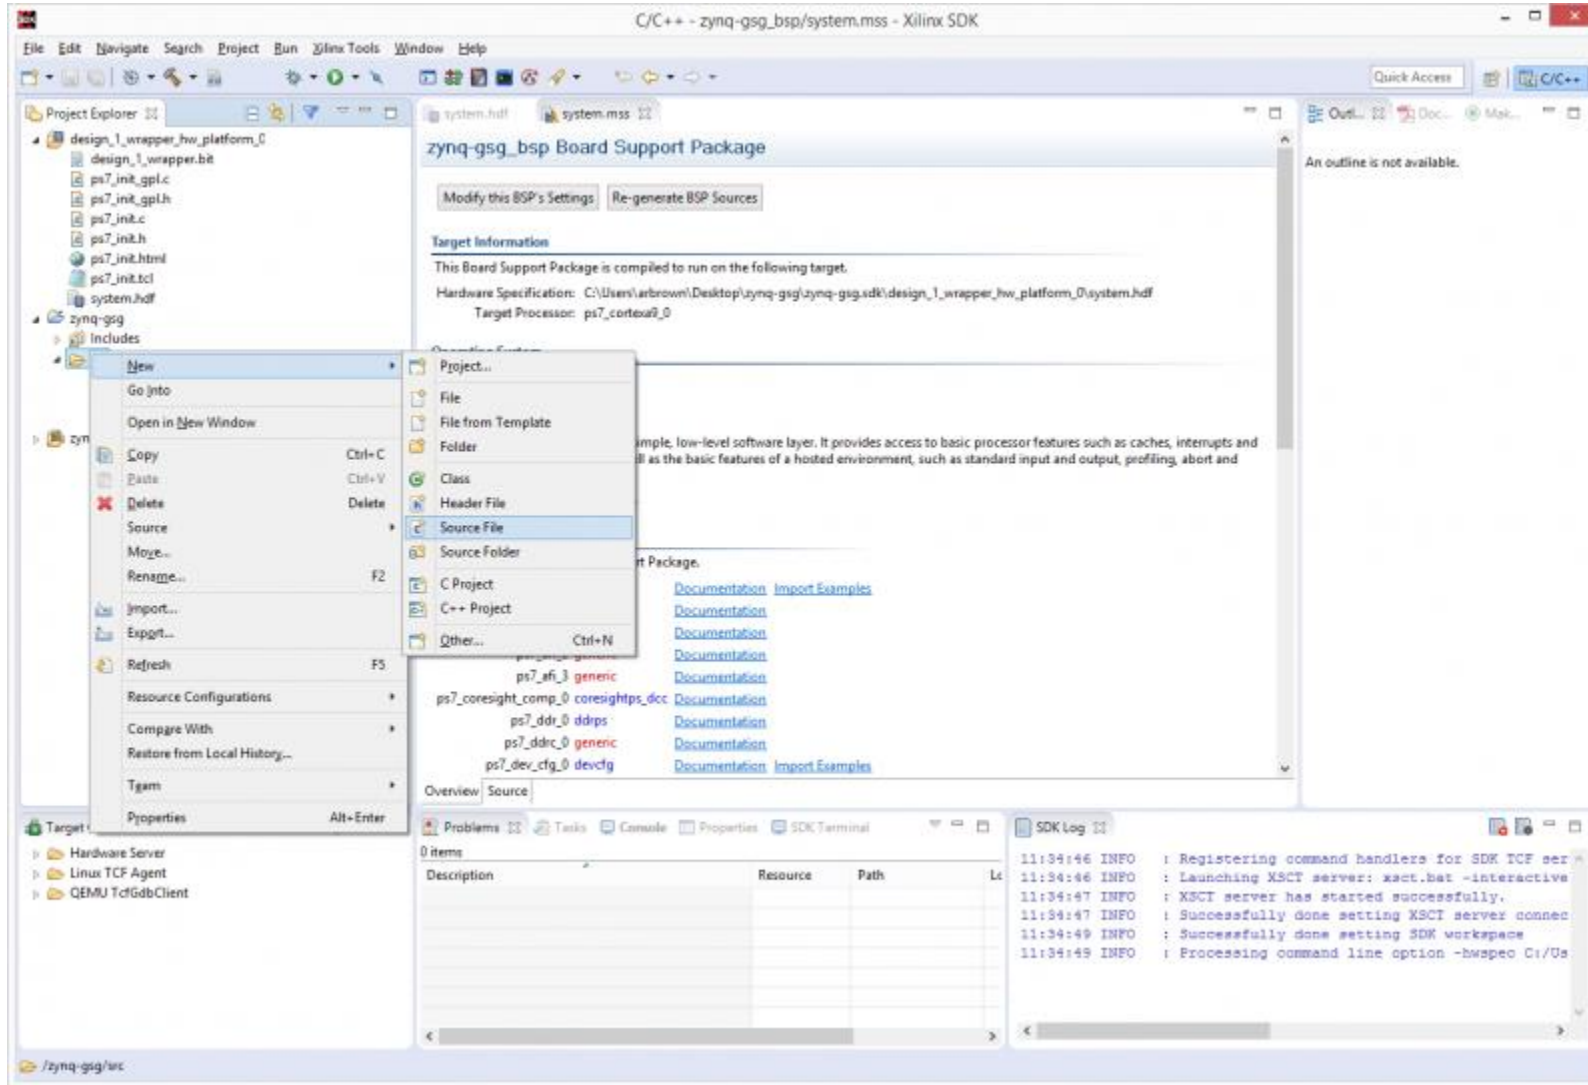 SDK
C/C++ - zynq-gsg_bsp/system.mss - Xilinx SDK
File Edit Navigate Search Project Run Xilinx Tools Window Help
Quick Access
C/C++
Project Explorer
design_1_wrapper_hw_platform_0
design_1_wrapper.bit
ps7_init_gpl.c
ps7_init_gpl.h
ps7_init.c
ps7_init.h
ps7_init.html
ps7_init.tcl
system.hdf
zynq-gsg
Includes
zyn
New
Go Into
Open in New Window
Copy Ctrl+C
Paste Ctrl+V
Delete Delete
Source
Move...
Rename... F2
Import...
Export...
Refresh F5
Resource Configurations
Compare With
Restore from Local History...
Team
Properties Alt+Enter
Project...
File
File from Template
Folder
Class
Header File
Source File
Source Folder
C Project
C++ Project
Other... Ctrl+N
system.hdf system.mss
zynq-gsg_bsp Board Support Package
Modify this BSP's Settings Re-generate BSP Sources
Target Information
This Board Support Package is compiled to run on the following target.
Hardware Specification: C:\Users\arbrown\Desktop\zynq-gsg\zynq-gsg.sdk\design_1_wrapper_hw_platform_0\system.hdf
Target Processor: ps7_cortexa9_0
imple, low-level software layer. It provides access to basic processor features such as caches, interrupts and
ll as the basic features of a hosted environment, such as standard input and output, profiling, abort and
rt Package.
Documentation Import Examples
Documentation
Documentation
generic Documentation
ps7_afi_3 generic Documentation
ps7_coresight_comp_0 coresightps_dcc Documentation
ps7_ddr_0 ddrps Documentation
ps7_ddrc_0 generic Documentation
ps7_dev_cfg_0 devcfg Documentation Import Examples
Overview Source
Outl... Doc... Mak...
An outline is not available.
Target
Hardware Server
Linux TCF Agent
QEMU TcfGdbClient
Problems Tasks Console Properties SDK Terminal
0 items
Description Resource Path Lc
SDK Log
11:34:46 INFO : Registering command handlers for SDK TCF ser
11:34:46 INFO : Launching XSCT server: xsct.bat -interactive
11:34:47 INFO : XSCT server has started successfully.
11:34:47 INFO : Successfully done setting XSCT server connec
11:34:49 INFO : Successfully done setting SDK workspace
11:34:49 INFO : Processing command line option -hwspec C:/Us
/zynq-gsg/src